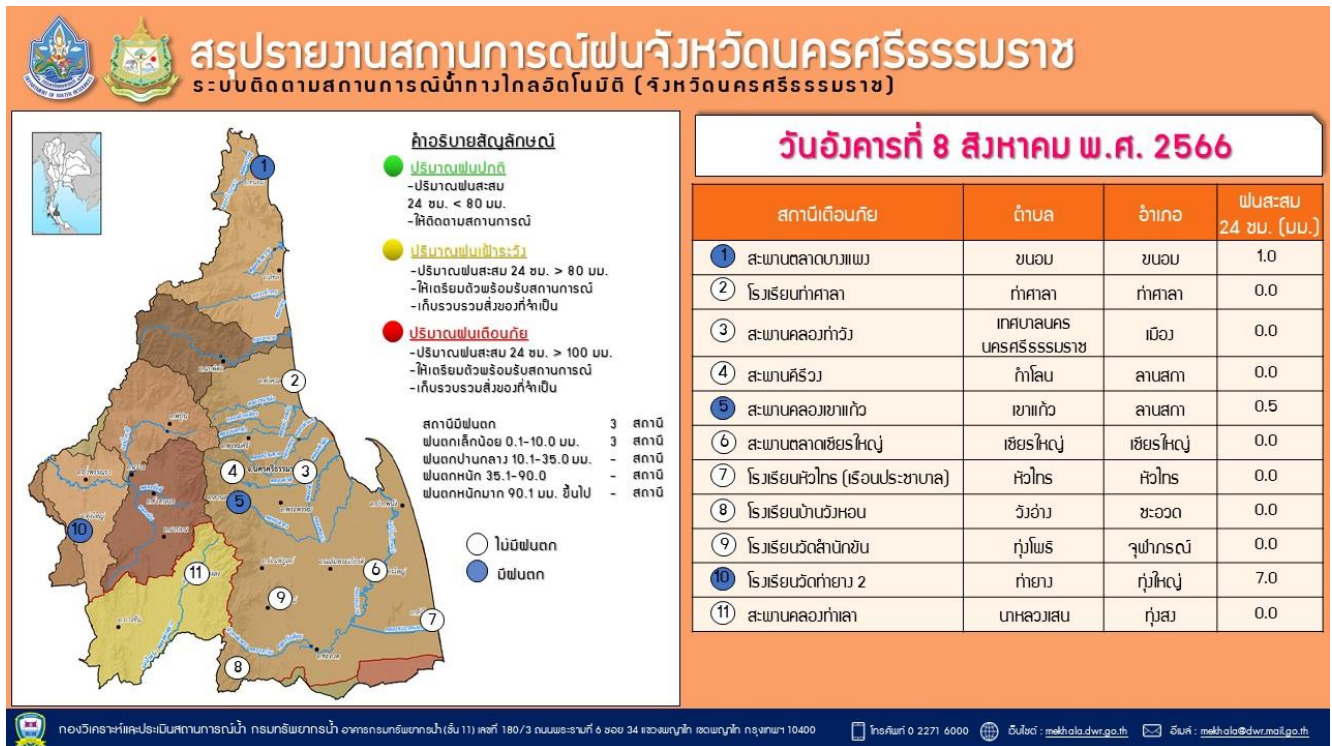 สรุปรายงานสถานการณ์ฝนจังหวัดนครศรีธรรมราช
ระบบติดตามสถานการณ์น้ำทางไกลอัตโนมัติ (จังหวัดนครศรีธรรมราช)
คำอธิบายสัญลักษณ์
ปริมาณฝนปกติ
-ปริมาณฝนสะสม
24 ชม. < 80 มม.
-ให้ติดตามสถานการณ์
ปริมาณฝนเฝ้าระวัง
-ปริมาณฝนสะสม 24 ชม. > 80 มม.
-ให้เตรียมตัวพร้อมรับสถานการณ์
-เก็บรวบรวมสิ่งของที่จำเป็น
ปริมาณฝนเตือนภัย
-ปริมาณฝนสะสม 24 ชม. > 100 มม.
-ให้เตรียมตัวพร้อมรับสถานการณ์
-เก็บรวบรวมสิ่งของที่จำเป็น
สถานีมีฝนตก 3 สถานี
ฝนตกเล็กน้อย 0.1-10.0 มม. 3 สถานี
ฝนตกปานกลาง 10.1-35.0 มม. - สถานี
ฝนตกหนัก 35.1-90.0 - สถานี
ฝนตกหนักมาก 90.1 มม. ขึ้นไป - สถานี
ไม่มีฝนตก
มีฝนตก
1
2
3
4
5
6
7
8
9
10
11
วันอังคารที่ 8 สิงหาคม พ.ศ. 2566
สถานีเตือนภัย ตำบล อำเภอ ฝนสะสม
24 ชม. (มม.)
1 สะพานตลาดบางแพง ขนอม ขนอม 1.0
2 โรงเรียนท่าศาลา ท่าศาลา ท่าศาลา 0.0
3 สะพานคลองท่าวัง เทศบาลนคร
นครศรีธรรมราช เมือง 0.0
4 สะพานคีรีวง กำโลน ลานสกา 0.0
5 สะพานคลองเขาแก้ว เขาแก้ว ลานสกา 0.5
6 สะพานตลาดเชียรใหญ่ เชียรใหญ่ เชียรใหญ่ 0.0
7 โรงเรียนหัวไทร (เรือนประชาบาล) หัวไทร หัวไทร 0.0
8 โรงเรียนบ้านวังหอน วังอ่าง ชะอวด 0.0
9 โรงเรียนวัดสำนักขัน ทุ่งโพธิ จุฬาภรณ์ 0.0
10 โรงเรียนวัดท่ายาง 2 ท่ายาง ทุ่งใหญ่ 7.0
11 สะพานคลองท่าเลา นาหลวงเสน ทุ่งสง 0.0
กองวิเคราะห์และประเมินสถานการณ์น้ำ กรมทรัพยากรน้ำ อาคารกรมทรัพยากรน้ำ (ชั้น 11) เลขที่ 180/3 ถนนพระรามที่ 6 ซอย 34 แขวงพญาไท เขตพญาไท กรุงเทพฯ 10400 โทรศัพท์ 0 2271 6000 เว็บไซต์ : mekhala.dwr.go.th อีเมล์ : mekhala@dwr.mail.go.th